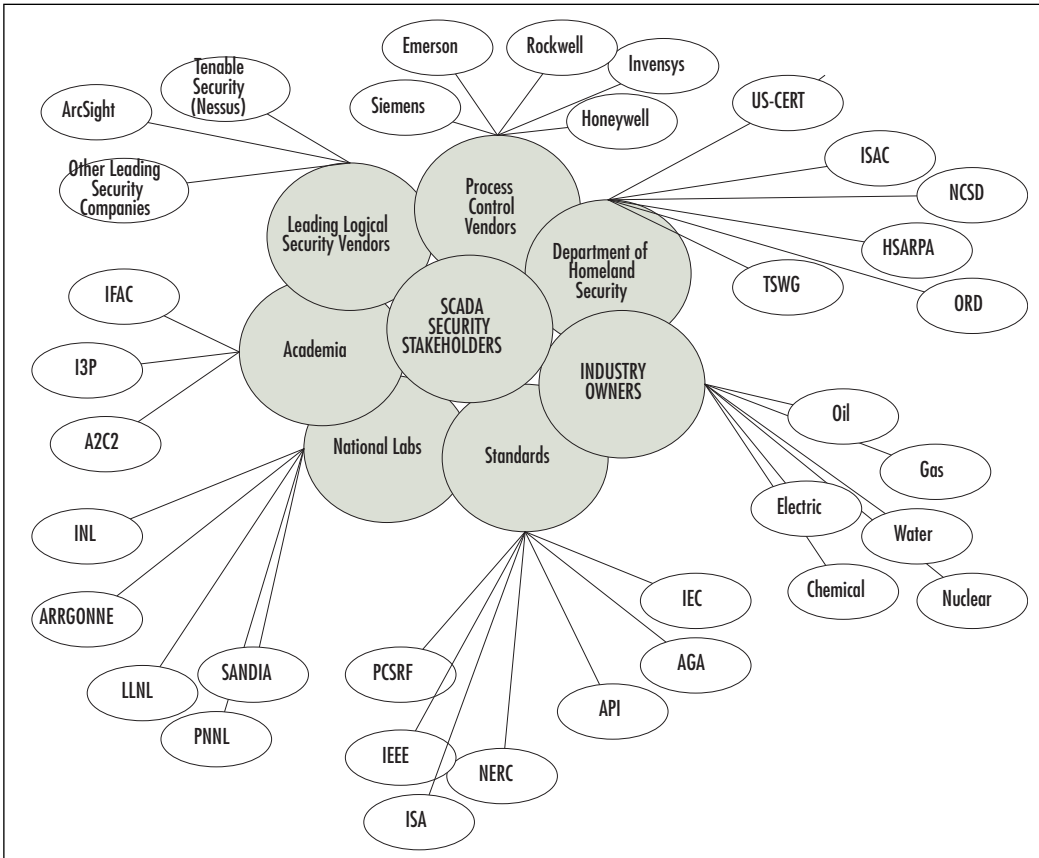 Emerson
Rockwell
Invensys
Siemens
Honeywell
Tenable
Security
(Nessus)
ArcSight
Other Leading
Security
Companies
US-CERT
ISAC
NCSD
HSARPA
TSWG
ORD
Process
Control
Vendors
Leading Logical
Security Vendors
Department of
Homeland
Security
SCADA
SECURITY
STAKEHOLDERS
Academia
INDUSTRY
OWNERS
National Labs
Standards
IFAC
I3P
A2C2
INL
ARRGONNE
LLNL
SANDIA
PNNL
PCSRF
IEEE
ISA
NERC
API
AGA
IEC
Oil
Gas
Electric
Water
Chemical
Nuclear